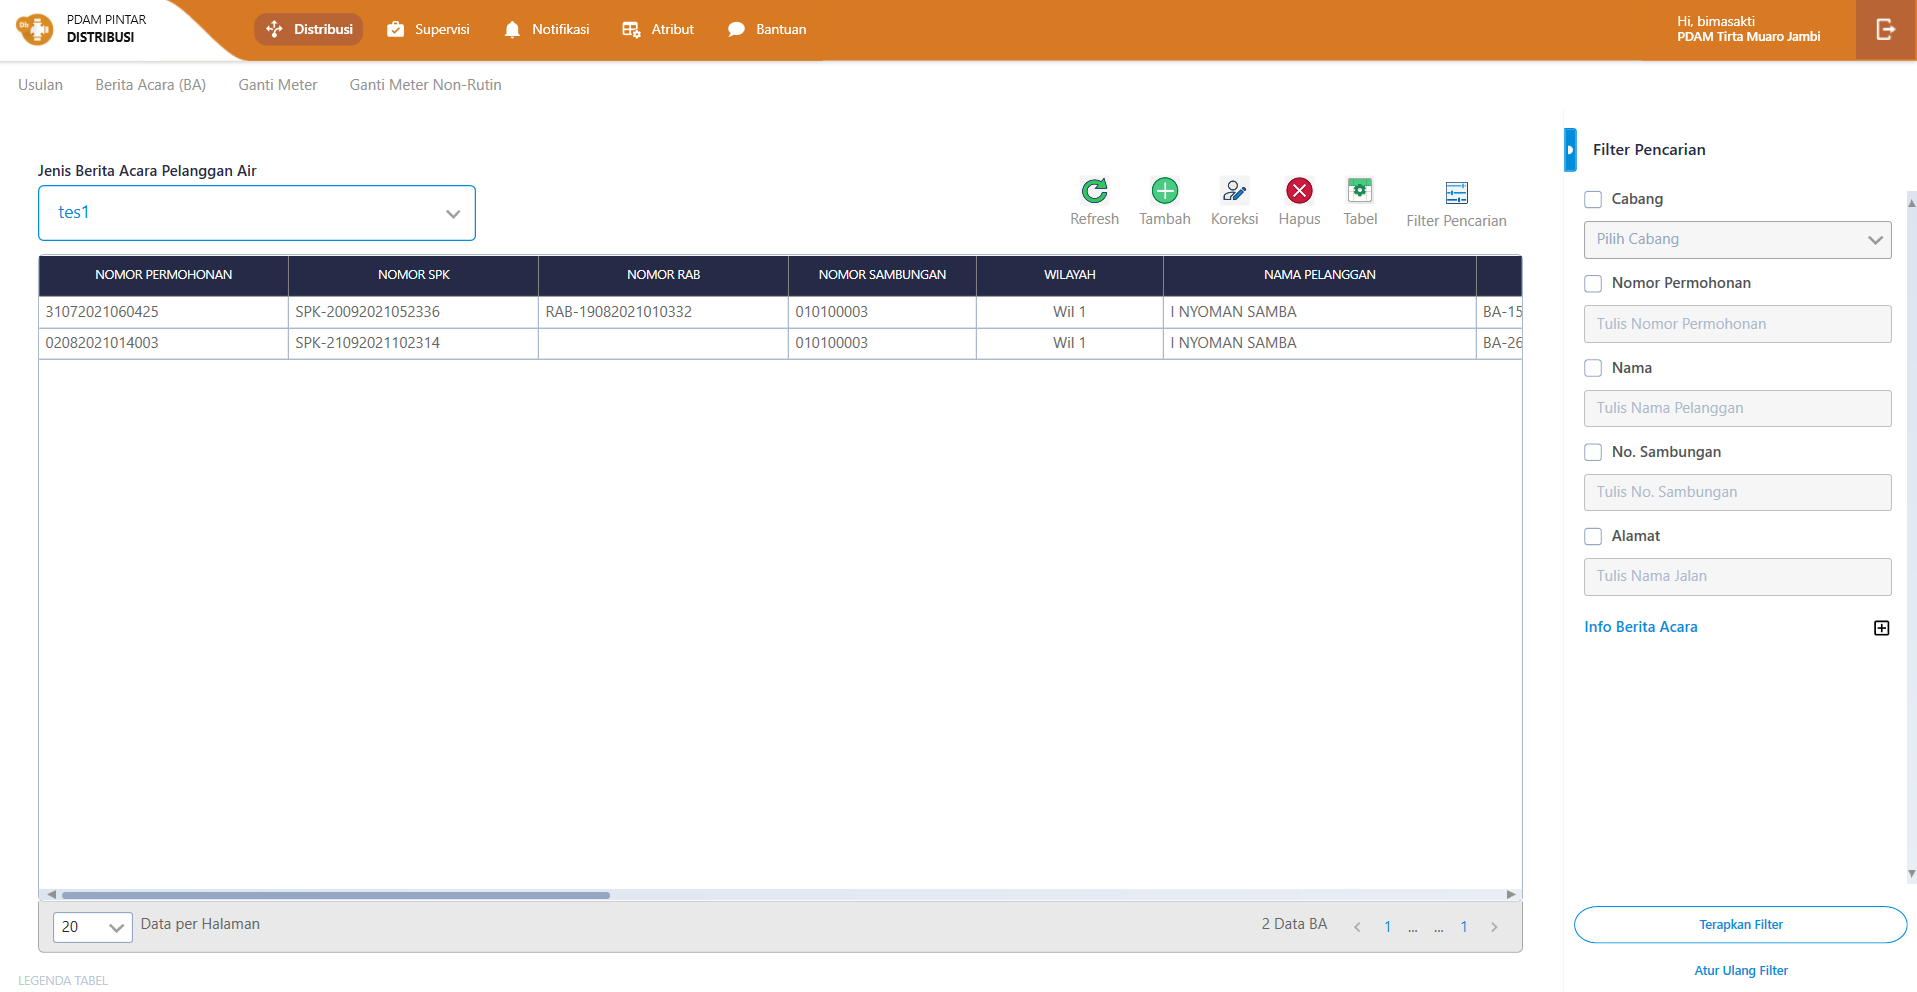 PDAM PINTAR
DISTRIBUSI
Distribusi
Supervisi
Notifikasi
Atribut
Bantuan
Hi, bimasakti
PDAM Tirta Muaro Jambi
Usulan
Berita Acara (BA)
Ganti Meter
Ganti Meter Non-Rutin
Jenis Berita Acara Pelanggan Air
tes1
Refresh
Tambah
Koreksi
Hapus
Tabel
Filter Pencarian
NOMOR PERMOHONAN NOMOR SPK NOMOR RAB NOMOR SAMBUNGAN WILAYAH NAMA PELANGGAN
31072021060425 SPK-20092021052336 RAB-19082021010332 010100003 Wil 1 I NYOMAN SAMBA BA-15
02082021014003 SPK-21092021102314 010100003 Wil 1 I NYOMAN SAMBA BA-26
20 Data per Halaman
2 Data BA 1 ... ... 1
LEGENDA TABEL
Filter Pencarian
Cabang
Pilih Cabang
Nomor Permohonan
Tulis Nomor Permohonan
Nama
Tulis Nama Pelanggan
No. Sambungan
Tulis No. Sambungan
Alamat
Tulis Nama Jalan
Info Berita Acara
Terapkan Filter
Atur Ulang Filter